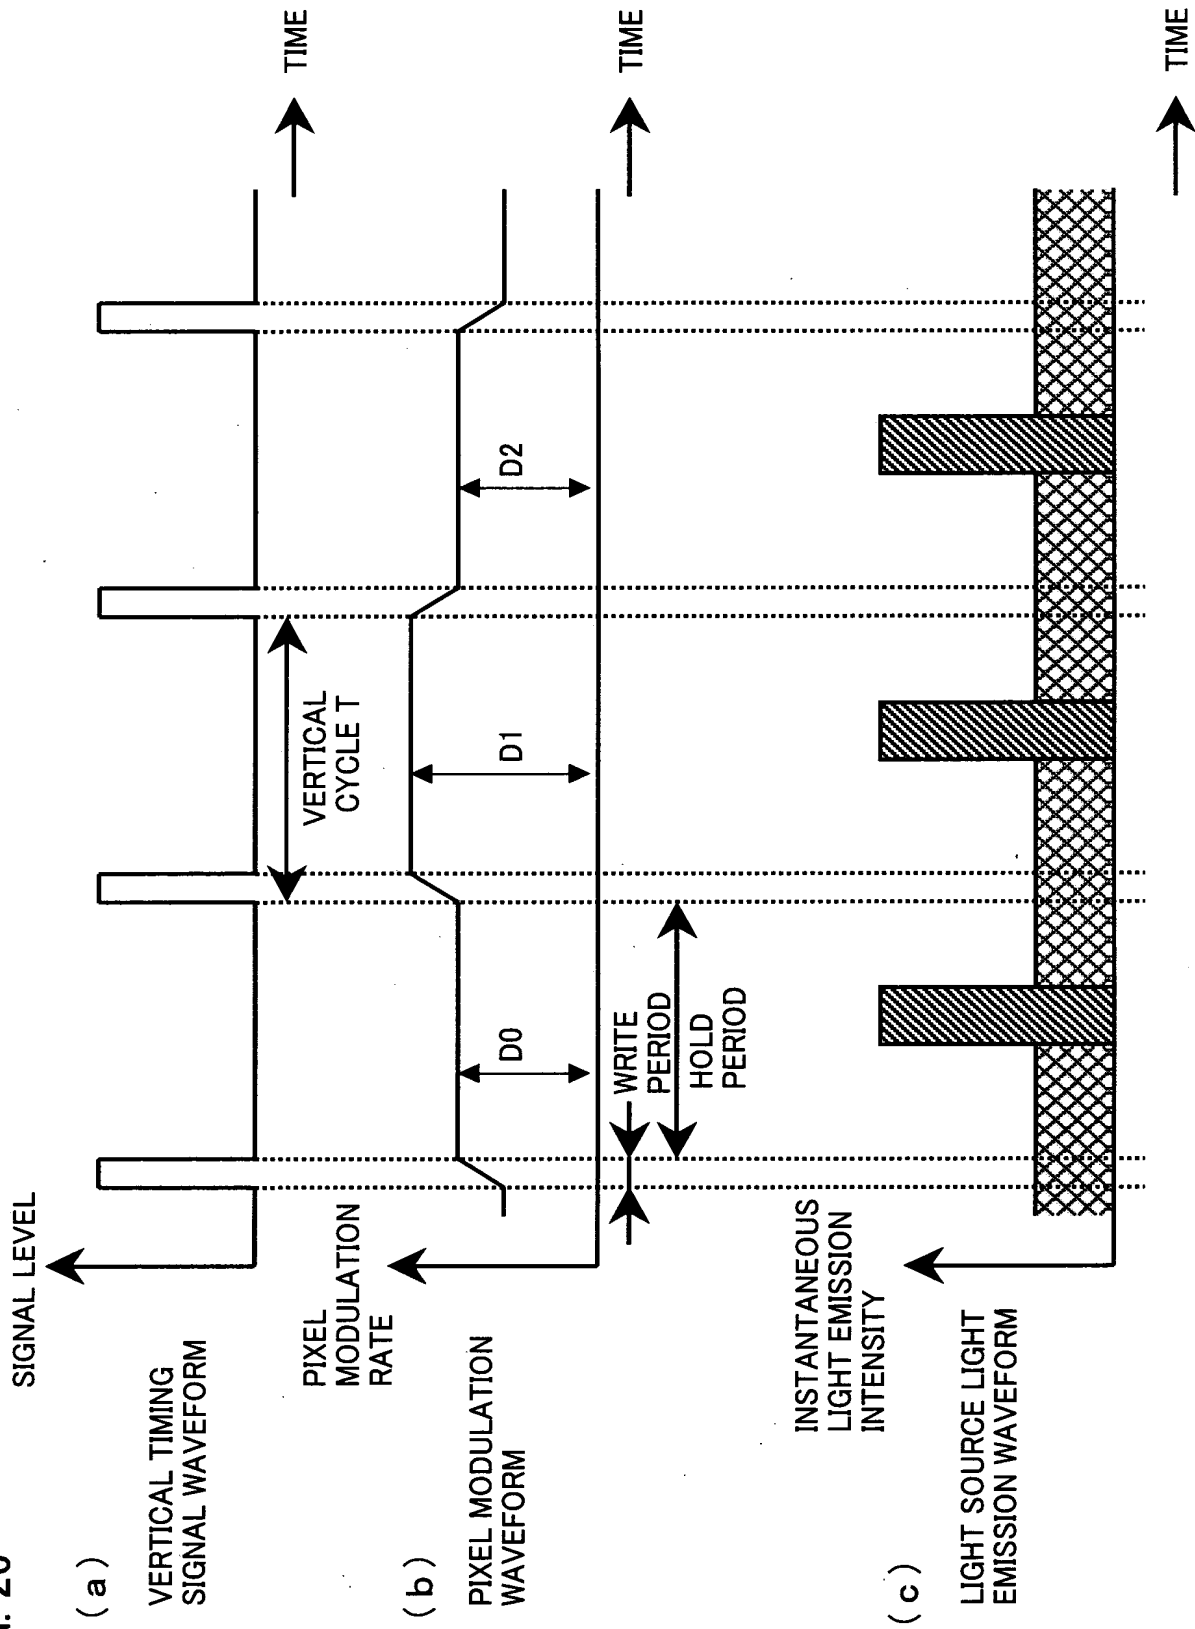 (a)
VERTICAL TIMING
SIGNAL WAVEFORM
SIGNAL LEVEL
VERTICAL
CYCLE T
TIME
(b)
PIXEL MODULATION
WAVEFORM
PIXEL
MODULATION
RATE
D0
D1
D2
WRITE
PERIOD
HOLD
PERIOD
TIME
(c)
LIGHT SOURCE LIGHT
EMISSION WAVEFORM
INSTANTANEOUS
LIGHT EMISSION
INTENSITY
TIME